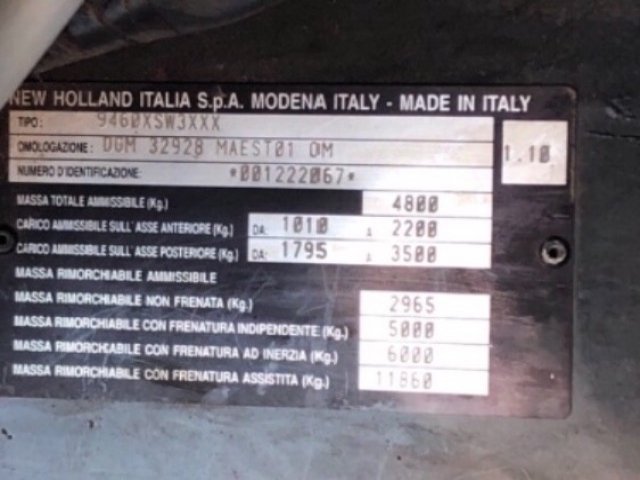 NEW HOLLAND ITALIA S.p.A. MODENA ITALY - MADE IN ITALY
TIPO: 9460XSW3XXX
OMOLOGAZIONE: DGM 32928 MAEST01 OM 1.10
NUMERO D'IDENTIFICAZIONE: *001222067*
MASSA TOTALE AMMISSIBILE (Kg.) 4800
CARICO AMMISSIBILE SULL'ASSE ANTERIORE (Kg.) DA: 1010 A 2200
CARICO AMMISSIBILE SULL'ASSE POSTERIORE (Kg.) DA: 1795 A 3500
MASSA RIMORCHIABILE AMMISSIBILE
MASSA RIMORCHIABILE NON FRENATA (Kg.) 2965
MASSA RIMORCHIABILE CON FRENATURA INDIPENDENTE (Kg.) 5000
MASSA RIMORCHIABILE CON FRENATURA AD INERZIA (Kg.) 6000
MASSA RIMORCHIABILE CON FRENATURA ASSISTITA (Kg.) 11860